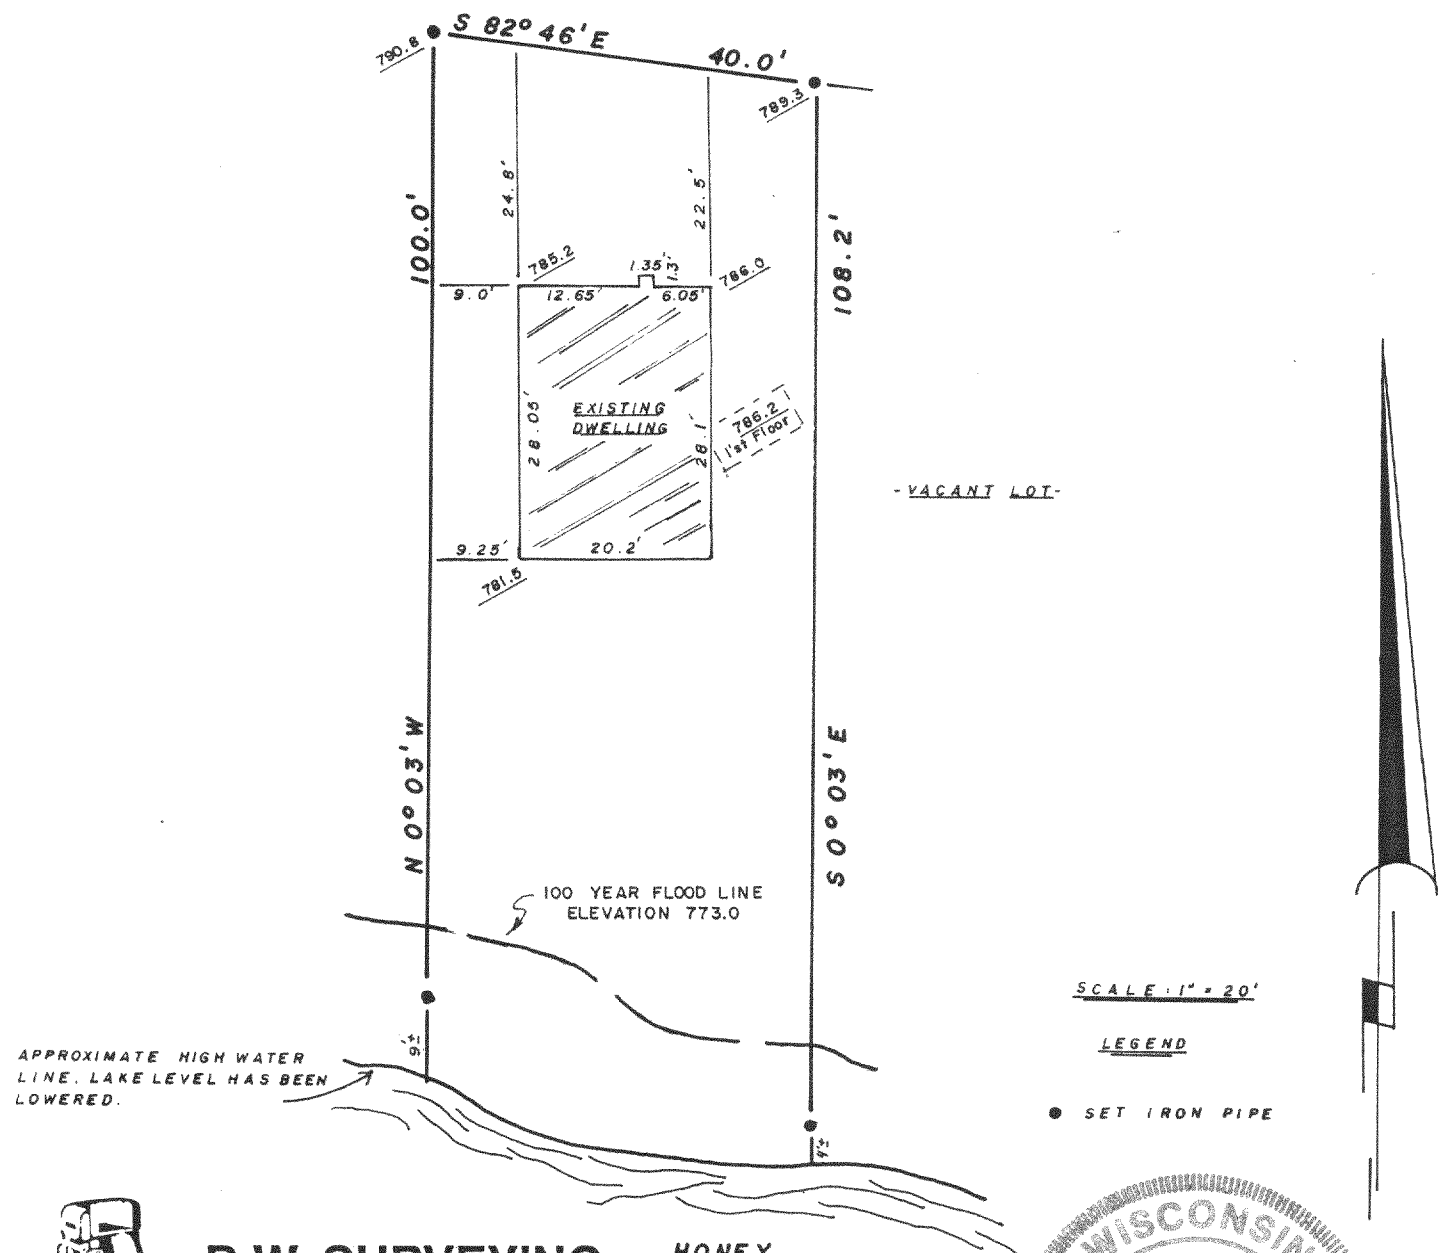 S 82° 46' E
40.0'
790.8
789.3
24.8'
22.5'
100.0'
108.2'
785.2
1.35'
1.3'
786.0
9.0'
12.65'
6.05'
EXISTING
DWELLING
28.05'
28.1'
786.2
1'st Floor
-VACANT LOT-
9.25'
20.2'
781.5
N 0° 03' W
S 0° 03' E
100 YEAR FLOOD LINE
ELEVATION 773.0
SCALE: 1" = 20'
LEGEND
9'±
APPROXIMATE HIGH WATER
LINE. LAKE LEVEL HAS BEEN
LOWERED.
● SET IRON PIPE
4'±
WISCONSIN
SURVEYING
HONEY